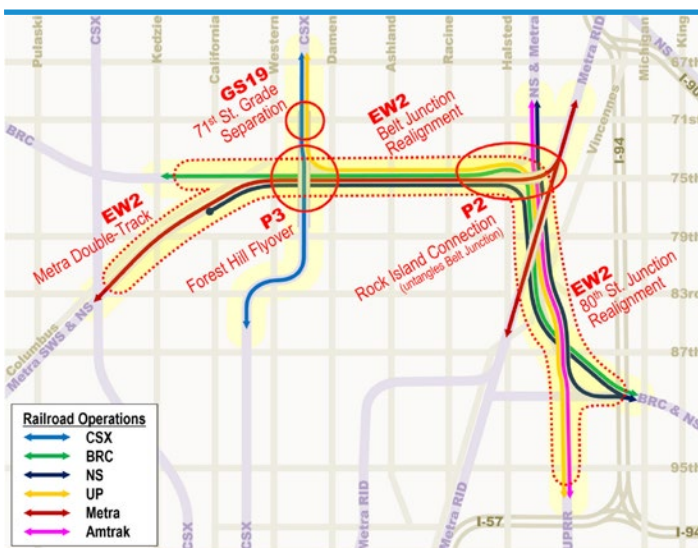 Pulaski
CSX
Kedzie
California
Western
CSX
Damen
Ashland
Racine
Halsted
NS & Metra
Metra RID
Vincennes
I-94
Michigan
King
NS
I-90
67th
71st
75th
79th
83rd
87th
95th
BRC
GS19
71st St. Grade
Separation
EW2
Belt Junction
Realignment
EW2
Metra Double-Track
P3
Forest Hill Flyover
P2
Rock Island Connection
(untangles Belt Junction)
EW2
80th St. Junction
Realignment
Columbus
Metra SWS & NS
BRC & NS
Railroad Operations
CSX
BRC
NS
UP
Metra
Amtrak
CSX
CSX
Metra RID
Metra RID
I-57
UPRR
I-94